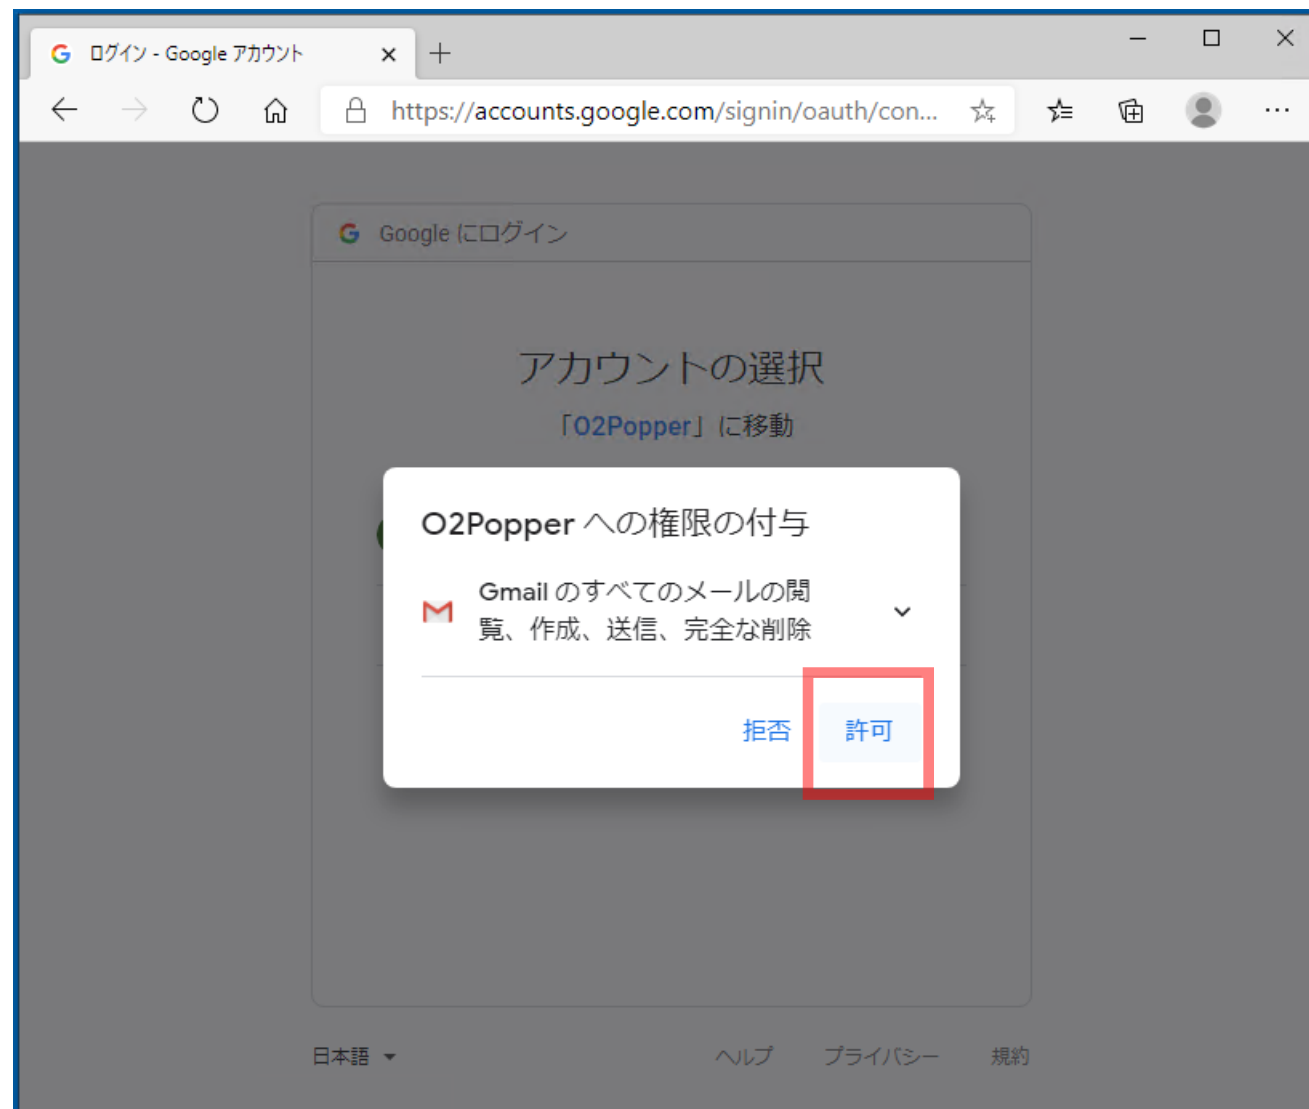 ログイン - Google アカウント
https://accounts.google.com/signin/oauth/con...
Google にログイン
アカウントの選択
「O2Popper」に移動
O2Popper への権限の付与
Gmail のすべてのメールの閲
覧、作成、送信、完全な削除
拒否 許可
日本語 ヘルプ プライバシー 規約